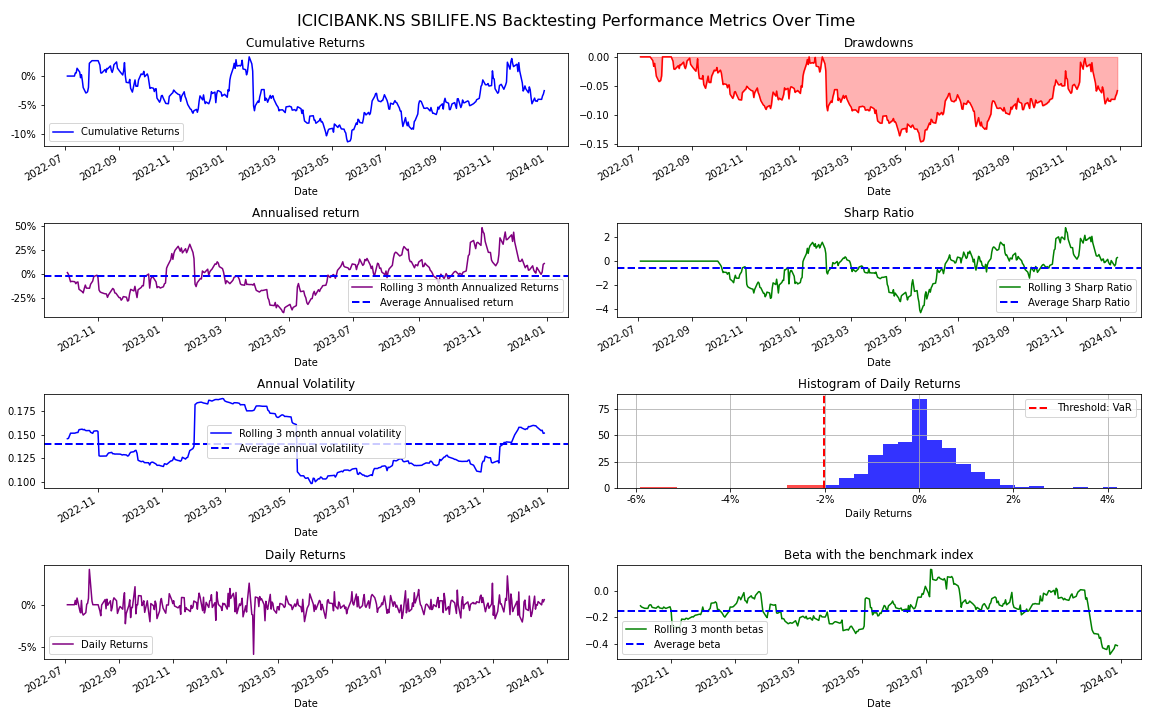 ICICIBANK.NS SBILIFE.NS Backtesting Performance Metrics Over Time
Cumulative Returns
0%
-5%
-10%
Cumulative Returns
2022-07 2022-09 2022-11 2023-01 2023-03 2023-05 2023-07 2023-09 2023-11 2024-01
Date
Drawdowns
0.00
−0.05
−0.10
−0.15
2022-07 2022-09 2022-11 2023-01 2023-03 2023-05 2023-07 2023-09 2023-11 2024-01
Date
Annualised return
50%
25%
0%
-25%
Rolling 3 month Annualized Returns
Average Annualised return
2022-11 2023-01 2023-03 2023-05 2023-07 2023-09 2023-11 2024-01
Date
Sharp Ratio
2
0
−2
−4
Rolling 3 Sharp Ratio
Average Sharp Ratio
2022-07 2022-09 2022-11 2023-01 2023-03 2023-05 2023-07 2023-09 2023-11 2024-01
Date
Annual Volatility
0.175
0.150
0.125
0.100
Rolling 3 month annual volatility
Average annual volatility
2022-11 2023-01 2023-03 2023-05 2023-07 2023-09 2023-11 2024-01
Date
Histogram of Daily Returns
75
50
25
0
Threshold: VaR
-6% -4% -2% 0% 2% 4%
Daily Returns
Daily Returns
0%
-5%
Daily Returns
2022-07 2022-09 2022-11 2023-01 2023-03 2023-05 2023-07 2023-09 2023-11 2024-01
Date
Beta with the benchmark index
0.0
−0.2
−0.4
Rolling 3 month betas
Average beta
2022-11 2023-01 2023-03 2023-05 2023-07 2023-09 2023-11 2024-01
Date